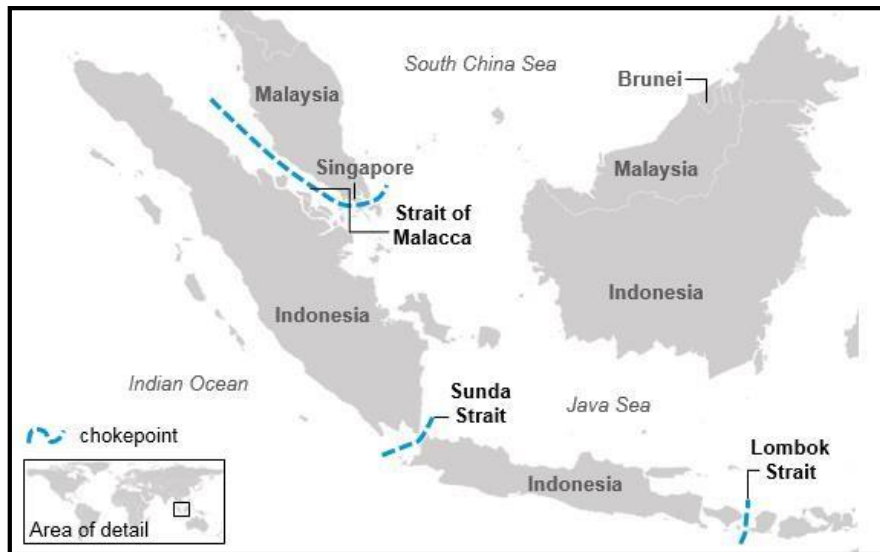 South China Sea
Brunei
Malaysia
Singapore
Malaysia
Strait of
Malacca
Indonesia
Indonesia
Indian Ocean
Sunda
Strait
Java Sea
chokepoint
Lombok
Strait
Indonesia
Area of detail